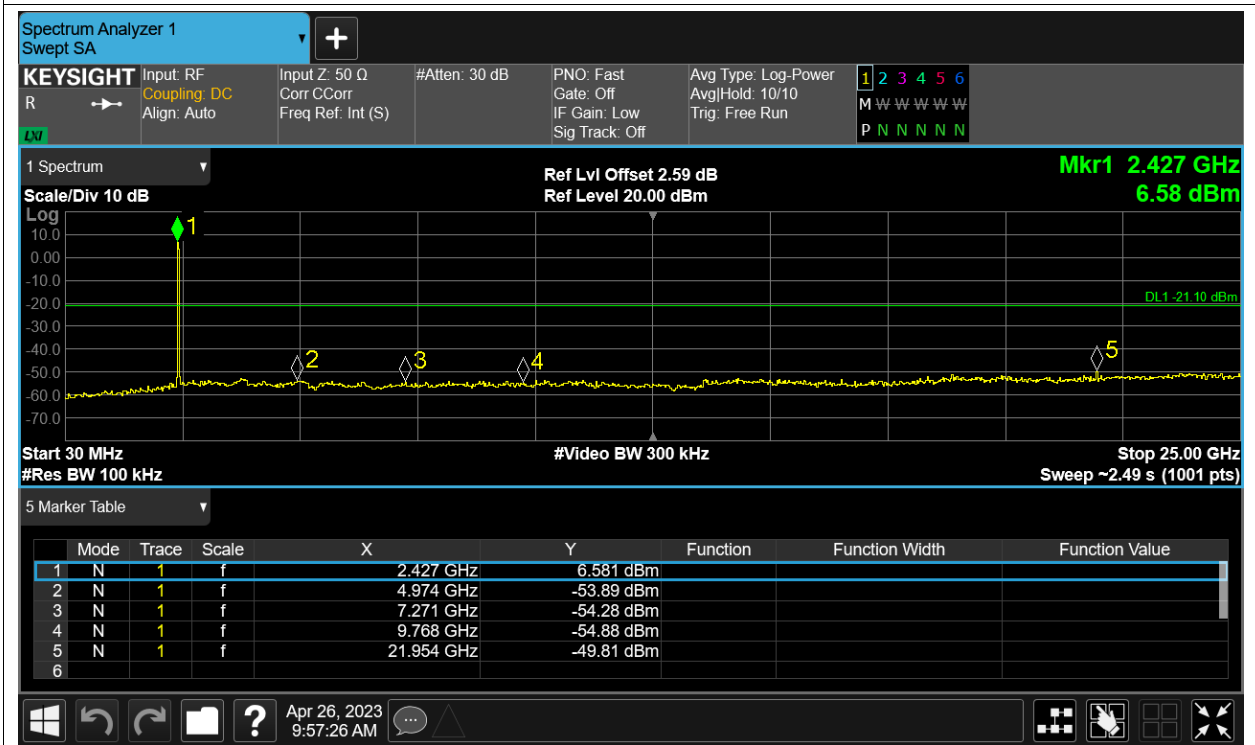 Spectrum Analyzer 1
Swept SA
KEYSIGHT
R
LXI
Input: RF
Coupling: DC
Align: Auto
Input Z: 50 Ω
Corr CCorr
Freq Ref: Int (S)
#Atten: 30 dB
PNO: Fast
Gate: Off
IF Gain: Low
Sig Track: Off
Avg Type: Log-Power
Avg|Hold: 10/10
Trig: Free Run
1 2 3 4 5 6
M W W W W W
P N N N N N
1 Spectrum
Scale/Div 10 dB
Ref Lvl Offset 2.59 dB
Ref Level 20.00 dBm
Mkr1 2.427 GHz
6.58 dBm
Log
10.0
0.00
-10.0
-20.0
-30.0
-40.0
-50.0
-60.0
-70.0
1
2
3
4
5
DL1 -21.10 dBm
Start 30 MHz
#Res BW 100 kHz
#Video BW 300 kHz
Stop 25.00 GHz
Sweep ~2.49 s (1001 pts)
5 Marker Table
Mode Trace Scale X Y Function Function Width Function Value
1 N 1 f 2.427 GHz 6.581 dBm
2 N 1 f 4.974 GHz -53.89 dBm
3 N 1 f 7.271 GHz -54.28 dBm
4 N 1 f 9.768 GHz -54.88 dBm
5 N 1 f 21.954 GHz -49.81 dBm
6
?
Apr 26, 2023
9:57:26 AM